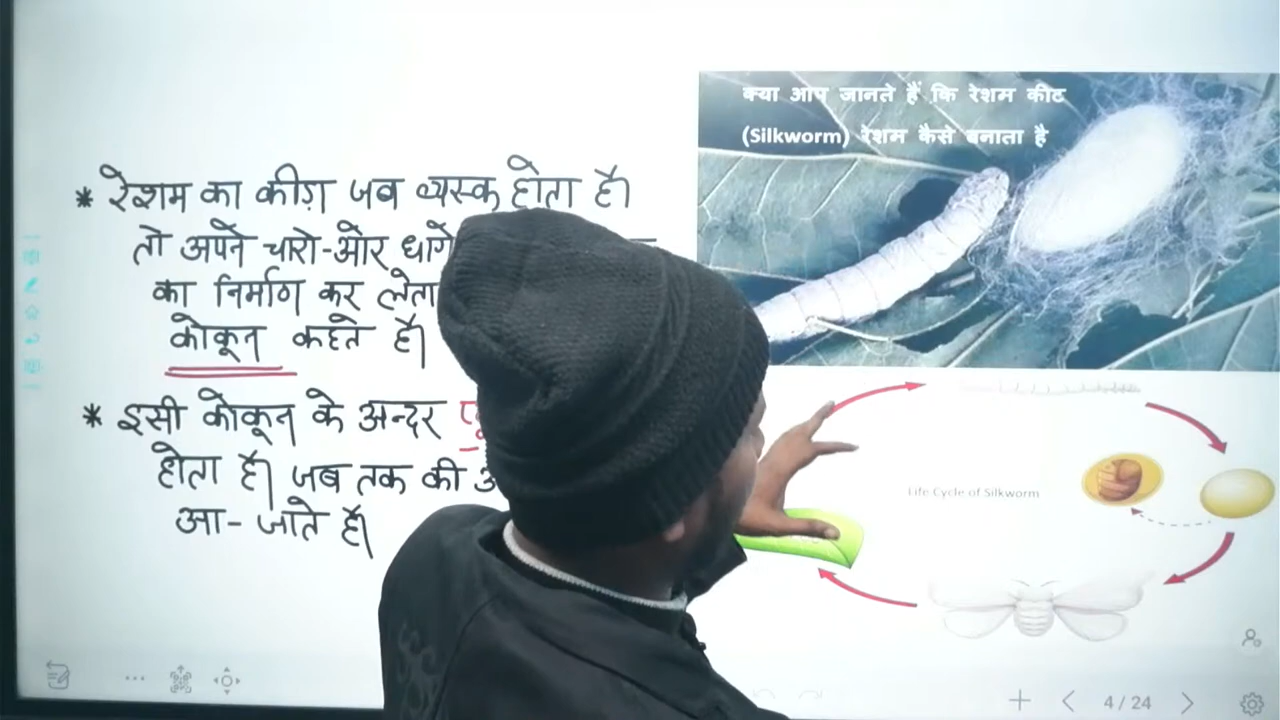 * रेशम का कीड़ा जब व्यस्क होता है।
तो अपने चारो-ओर धागे
का निर्माण कर लेता
कोकून कहते है।
* इसी कोकून के अन्दर
होता है। जब तक की
आ- जाते है।
क्या आप जानते हैं कि रेशम कीट
(Silkworm) रेशम कैसे बनाता है
Life Cycle of Silkworm
4 / 24